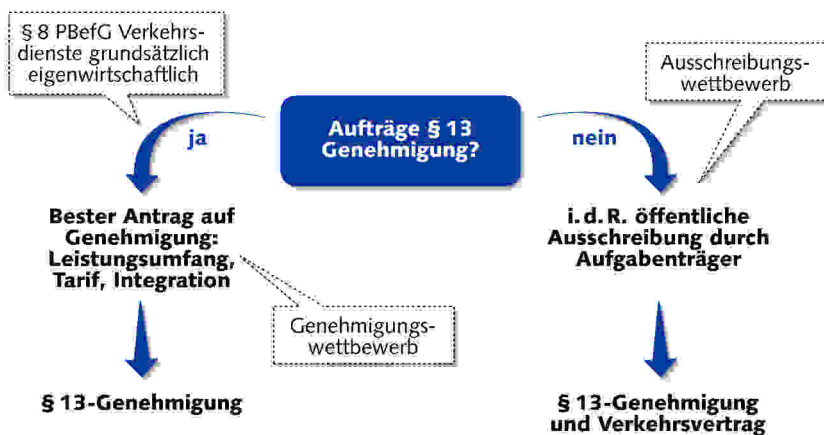 § 8 PBefG Verkehrs-
dienste grundsätzlich
eigenwirtschaftlich
Ausschreibungs-
wettbewerb
Aufträge § 13
Genehmigung?
ja
nein
Bester Antrag auf
Genehmigung:
Leistungsumfang,
Tarif, Integration
i. d. R. öffentliche
Ausschreibung durch
Aufgabenträger
Genehmigungs-
wettbewerb
§ 13-Genehmigung
§ 13-Genehmigung
und Verkehrsvertrag